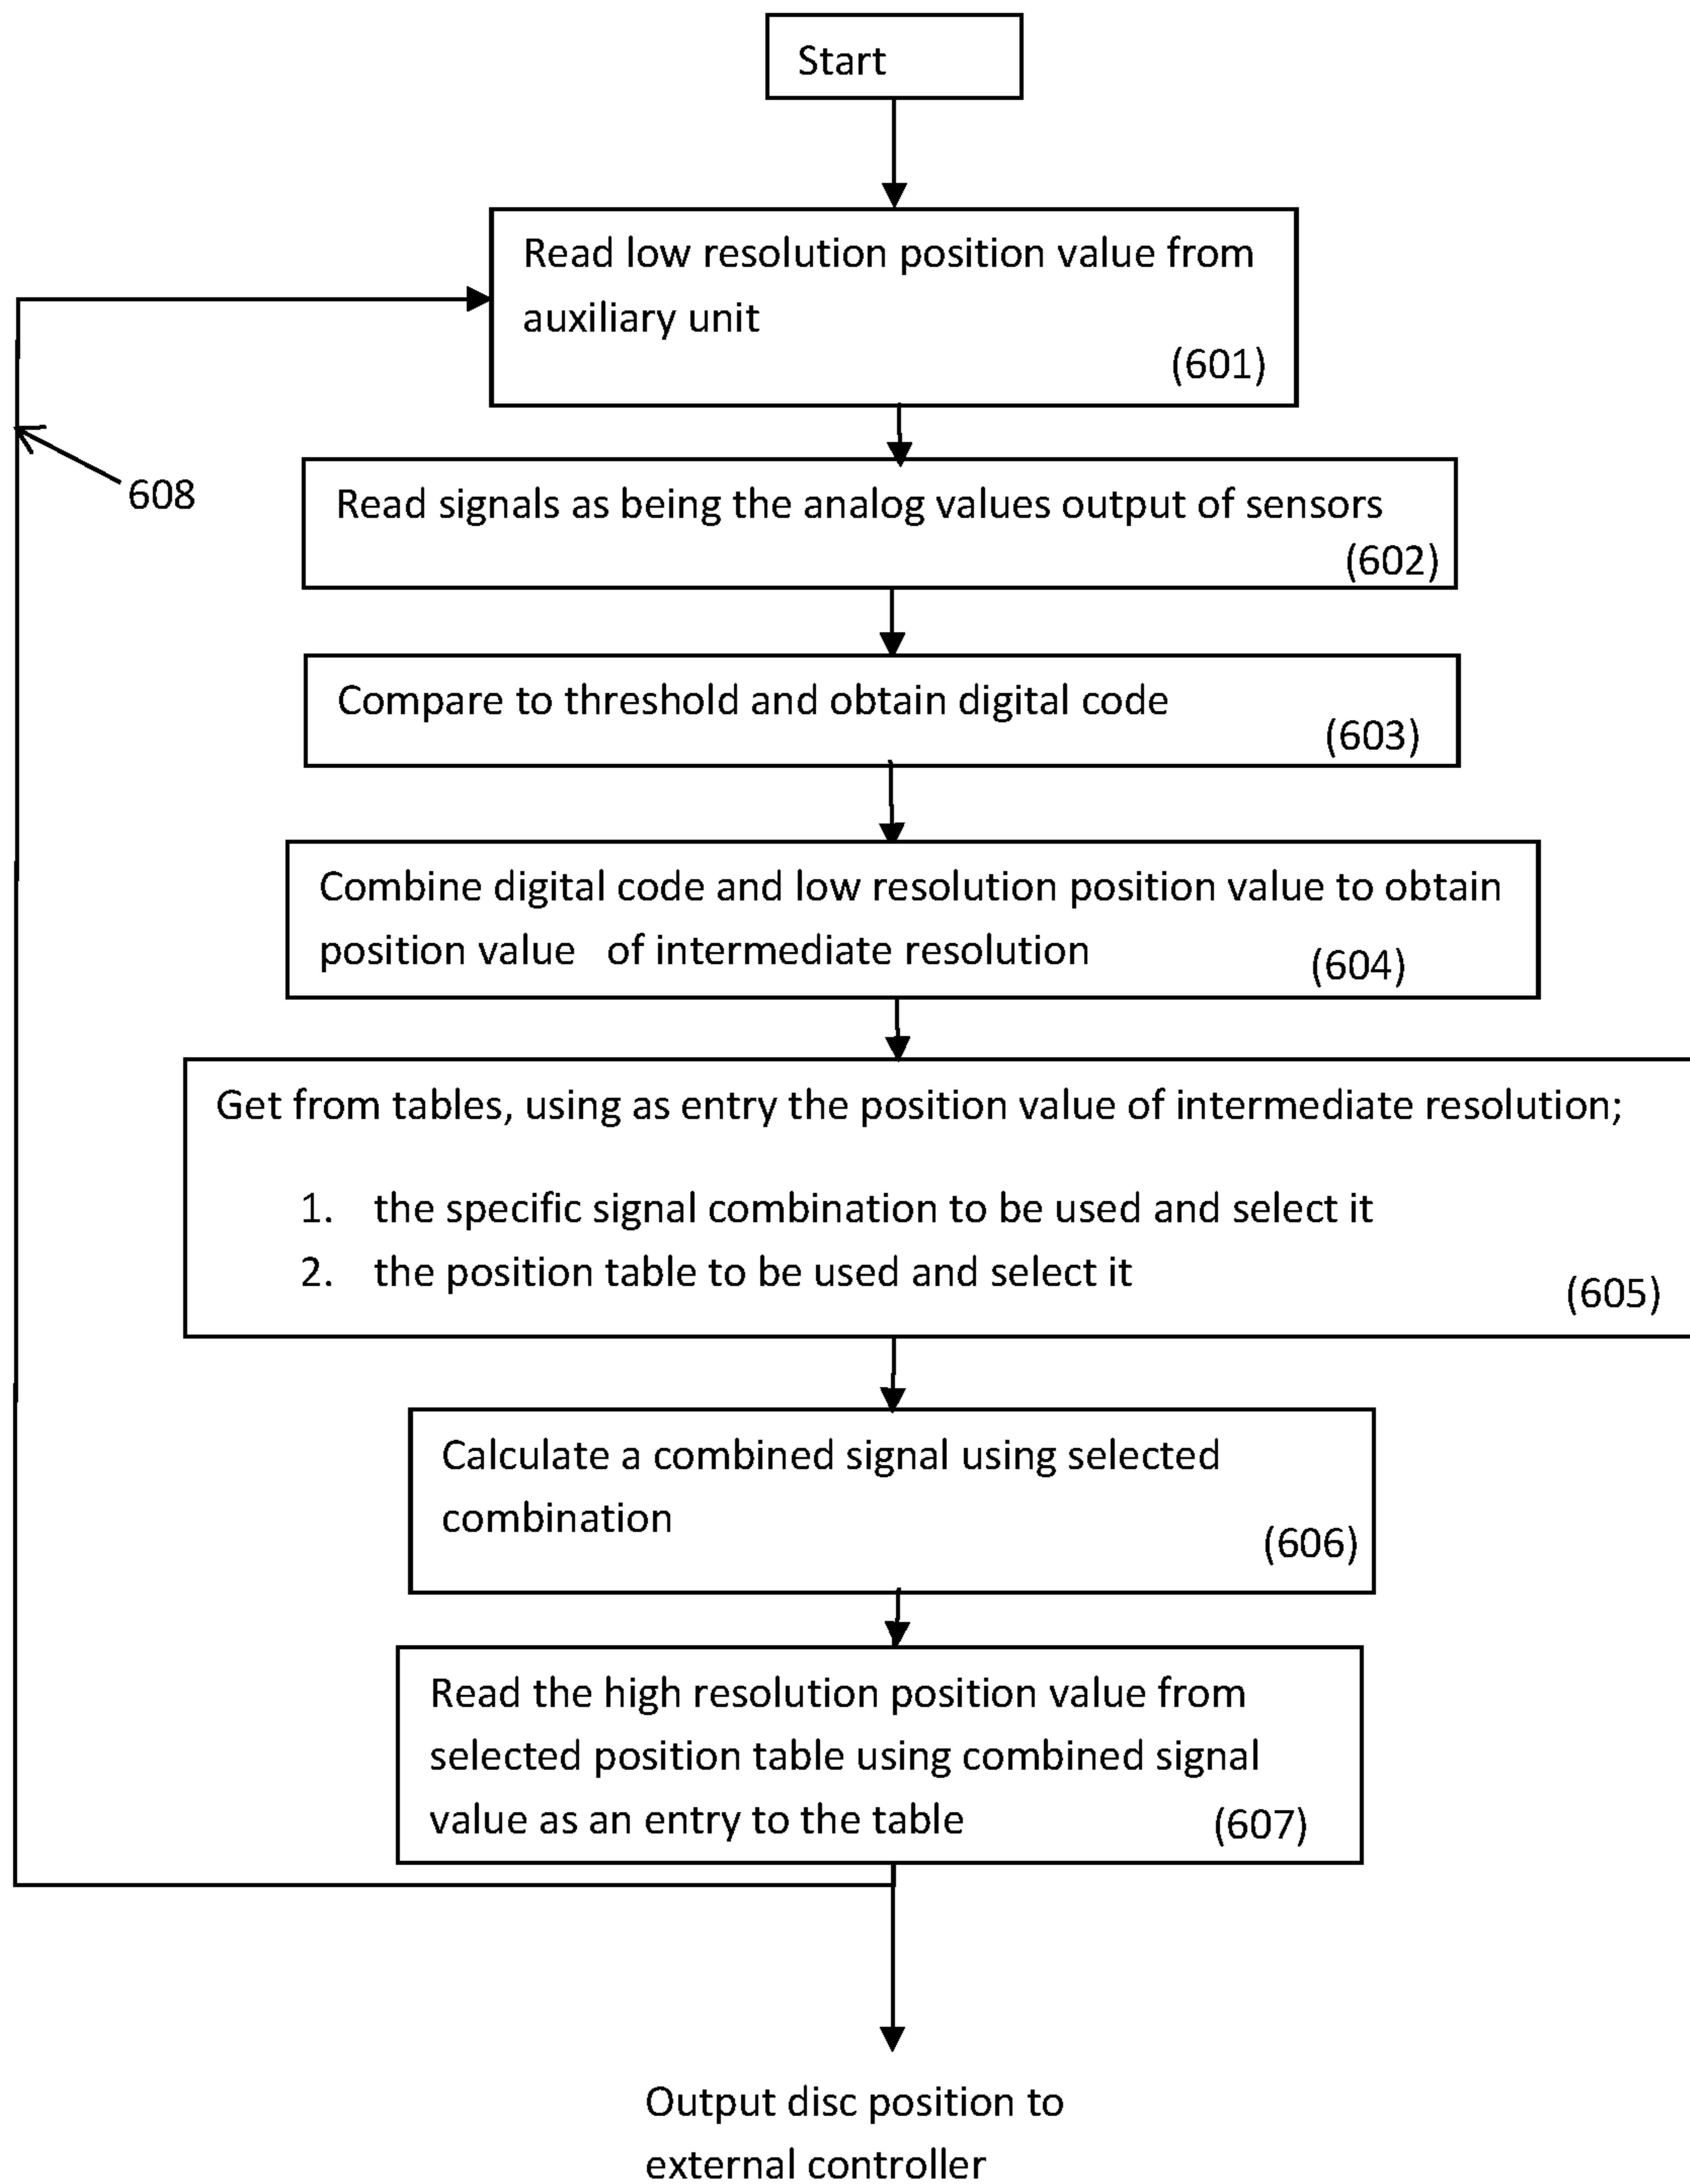 Start
Read low resolution position value from
auxiliary unit
(601)
608
Read signals as being the analog values output of sensors
(602)
Compare to threshold and obtain digital code
(603)
Combine digital code and low resolution position value to obtain
position value of intermediate resolution
(604)
Get from tables, using as entry the position value of intermediate resolution;
1. the specific signal combination to be used and select it
2. the position table to be used and select it
(605)
Calculate a combined signal using selected
combination
(606)
Read the high resolution position value from
selected position table using combined signal
value as an entry to the table
(607)
Output disc position to
external controller